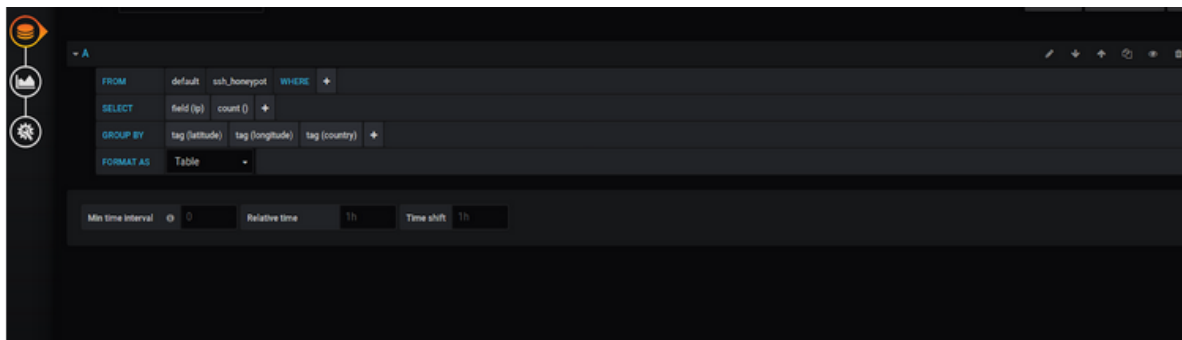 A
FROM default ssh_honeypot WHERE +
SELECT field (ip) count () +
GROUP BY tag (latitude) tag (longitude) tag (country) +
FORMAT AS Table
Min time interval 0 Relative time 1h Time shift 1h